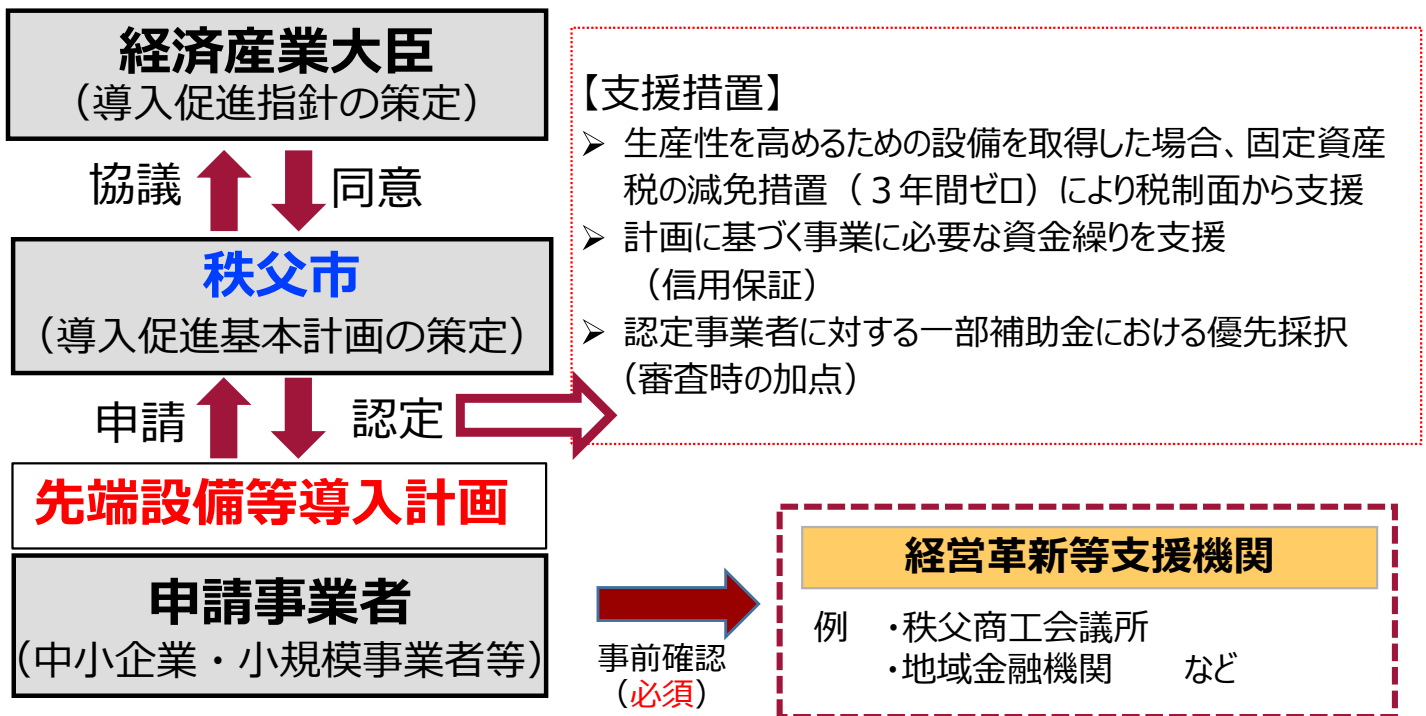 経済産業大臣
（導入促進指針の策定）
協議
同意
秩父市
（導入促進基本計画の策定）
申請
認定
先端設備等導入計画
申請事業者
（中小企業・小規模事業者等）
【支援措置】
➢ 生産性を高めるための設備を取得した場合、固定資産
税の減免措置（３年間ゼロ）により税制面から支援
➢ 計画に基づく事業に必要な資金繰りを支援
（信用保証）
➢ 認定事業者に対する一部補助金における優先採択
（審査時の加点）
事前確認
（必須）
経営革新等支援機関
例 ・秩父商工会議所
・地域金融機関 など